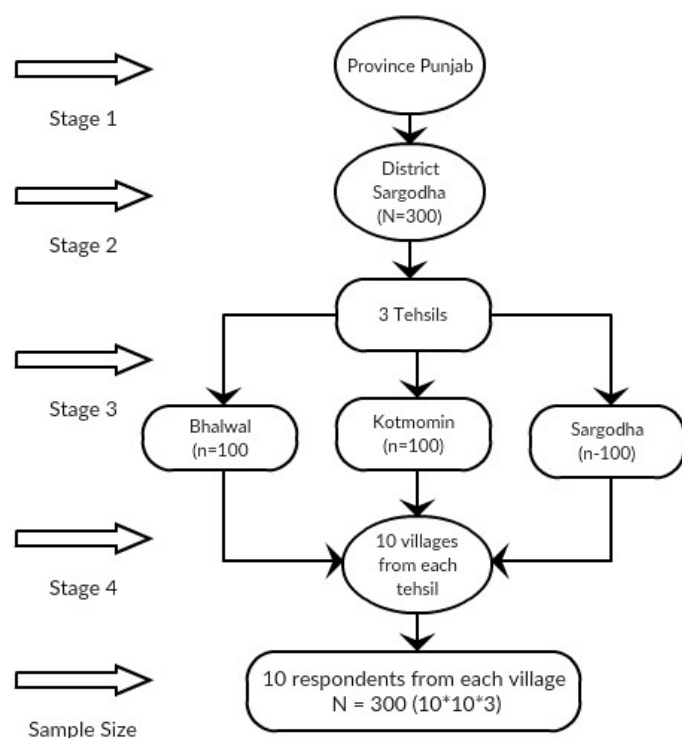 Province Punjab
Stage 1
District
Sargodha
(N=300)
Stage 2
3 Tehsils
Stage 3
Bhalwal
(n=100
Kotmomin
(n=100)
Sargodha
(n-100)
10 villages
from each
tehsil
Stage 4
10 respondents from each village
N = 300 (10*10*3)
Sample Size